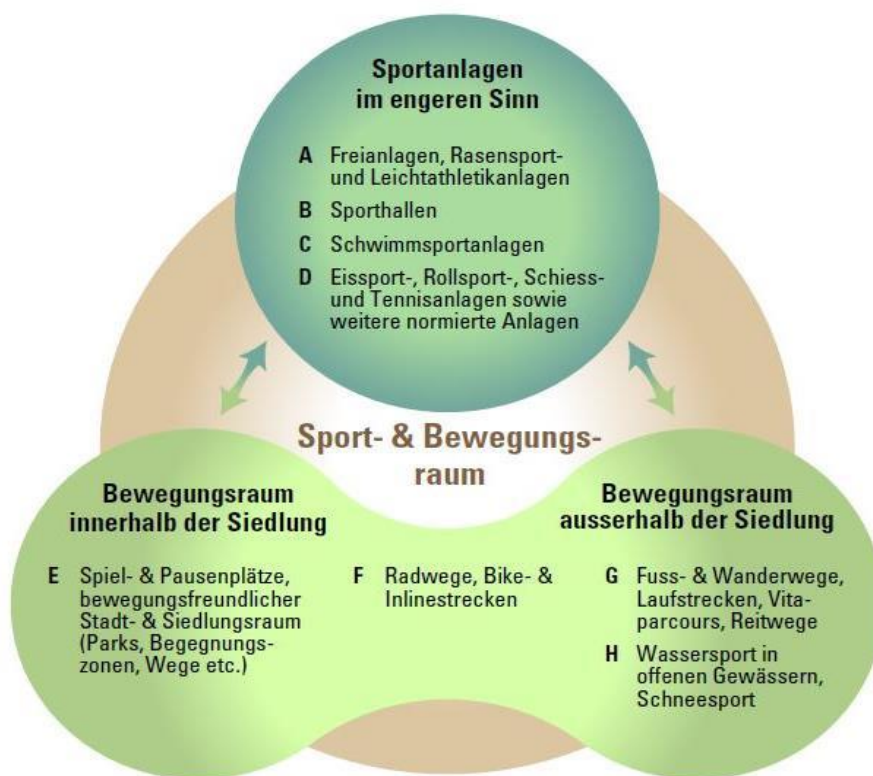 Sportanlagen
im engeren Sinn
A Freianlagen, Rasensport-
und Leichtathletikanlagen
B Sporthallen
C Schwimmsportanlagen
D Eissport-, Rollsport-, Schiess-
und Tennisanlagen sowie
weitere normierte Anlagen
Sport- & Bewegungs-
raum
Bewegungsraum
innerhalb der Siedlung
E Spiel- & Pausenplätze,
bewegungsfreundlicher
Stadt- & Siedlungsraum
(Parks, Begegnungs-
zonen, Wege etc.)
F Radwege, Bike- &
Inlinestrecken
Bewegungsraum
ausserhalb der Siedlung
G Fuss- & Wanderwege,
Laufstrecken, Vita-
parcours, Reitwege
H Wassersport in
offenen Gewässern,
Schneesport